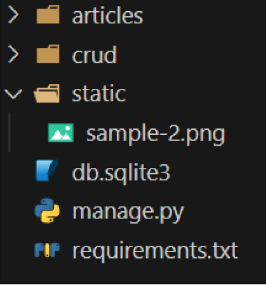 articles
crud
static
sample-2.png
db.sqlite3
manage.py
requirements.txt